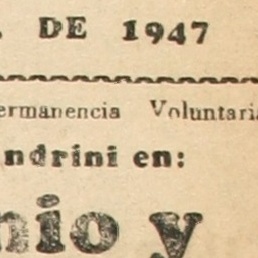 . DE 1947
ermanencia Voluntaria
ndrini en:
nio y